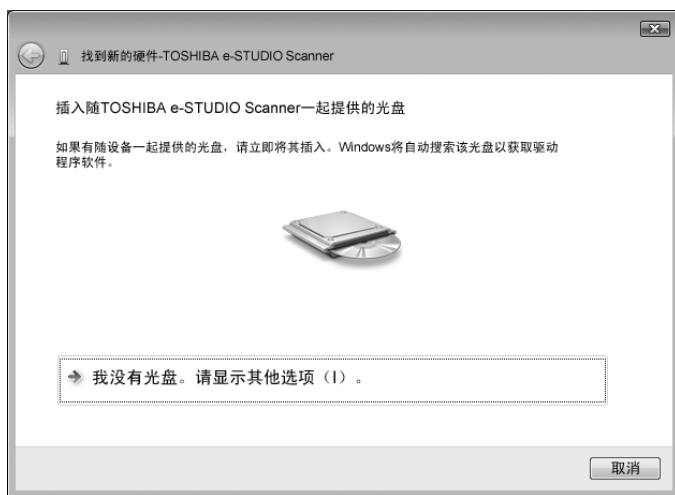 找到新的硬件-TOSHIBA e-STUDIO Scanner
插入随TOSHIBA e-STUDIO Scanner一起提供的光盘
如果有随设备一起提供的光盘，请立即将其插入。Windows将自动搜索该光盘以获取驱动
程序软件。
我没有光盘。请显示其他选项（I）。
取消